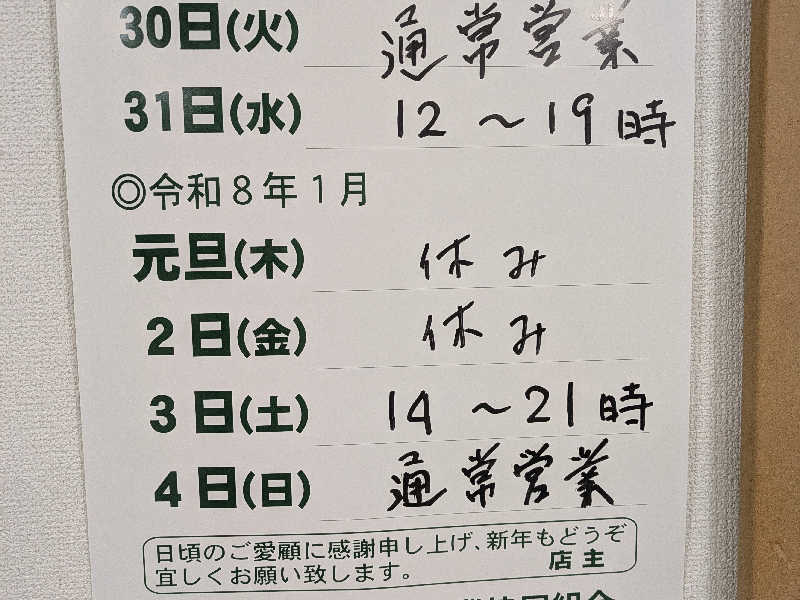 30日(火) 通常営業
31日(水) 12～19時
◎令和8年1月
元旦(木) 休み
2日(金) 休み
3日(土) 14～21時
4日(日) 通常営業
日頃のご愛顧に感謝申し上げ、新年もどうぞ
宜しくお願い致します。 店主